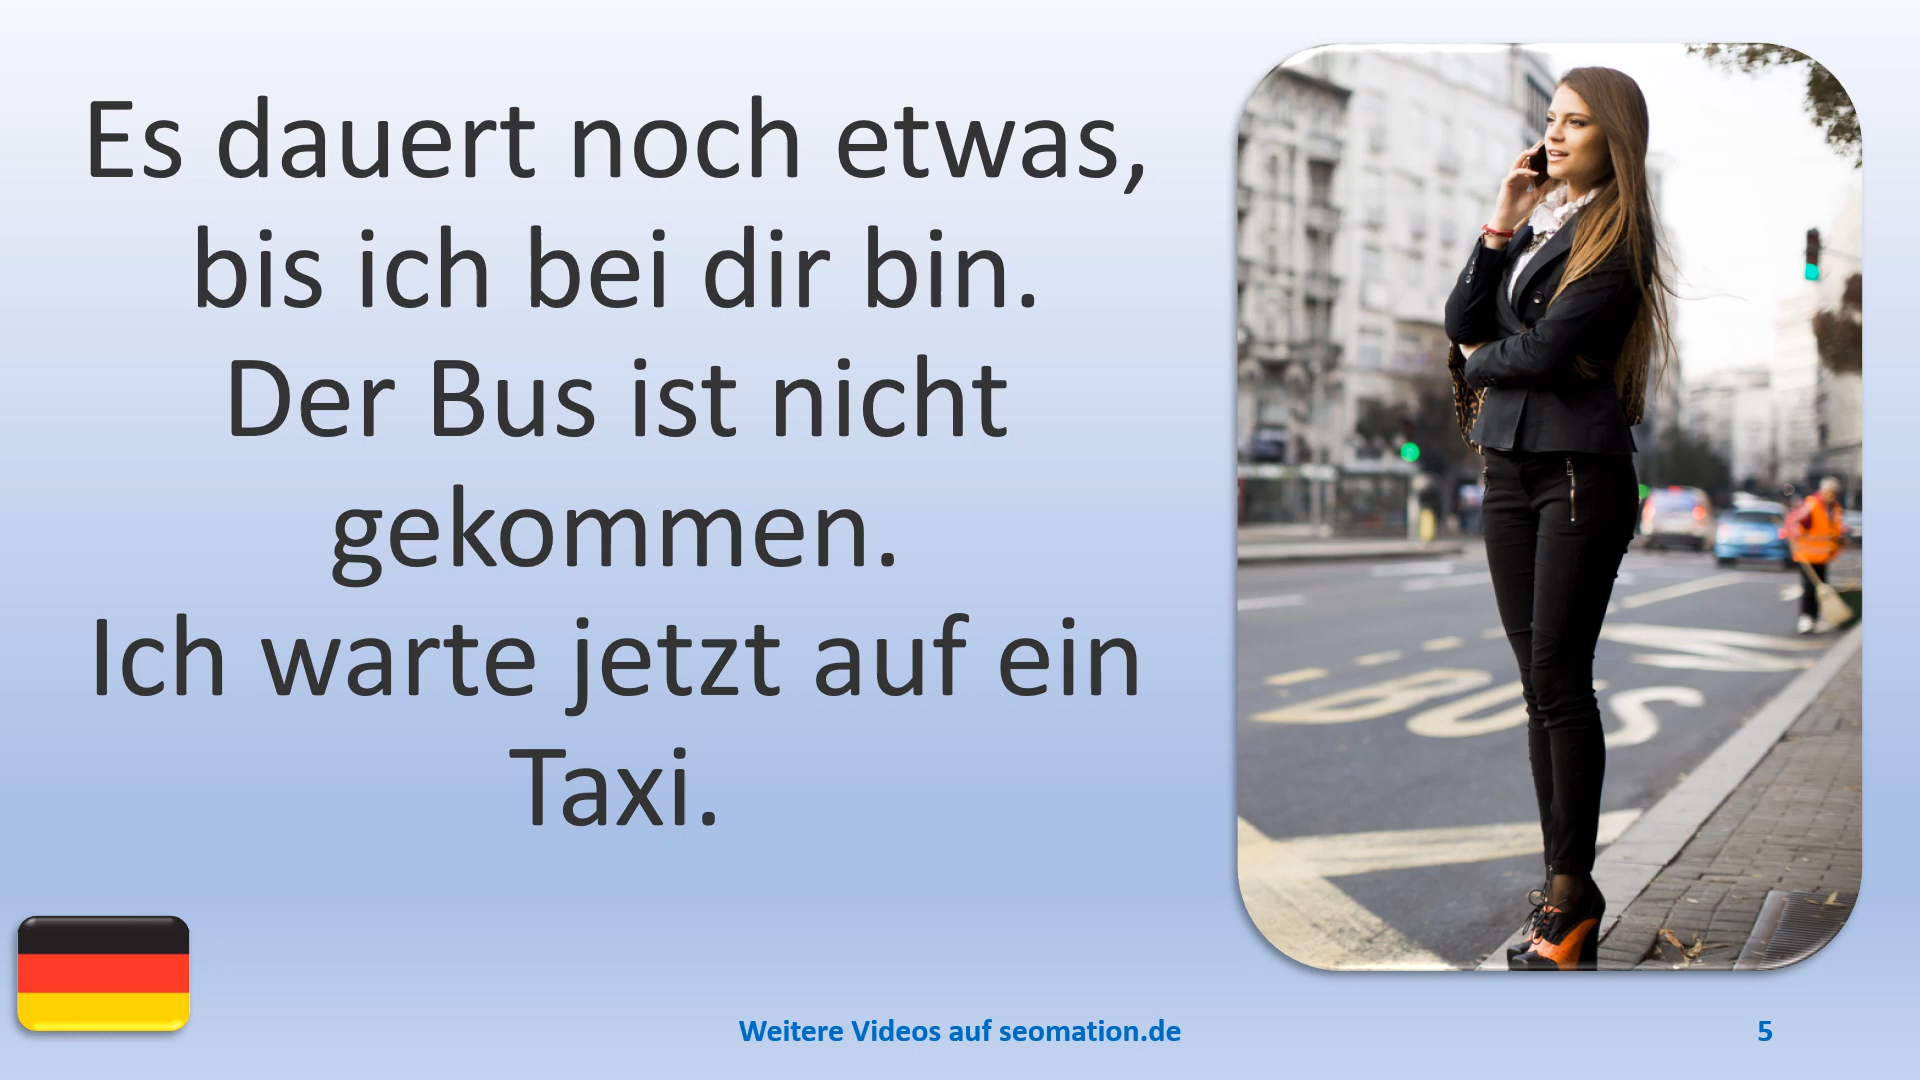 Es dauert noch etwas,
bis ich bei dir bin.
Der Bus ist nicht
gekommen.
Ich warte jetzt auf ein
Taxi.
BUS
Weitere Videos auf seomation.de
5